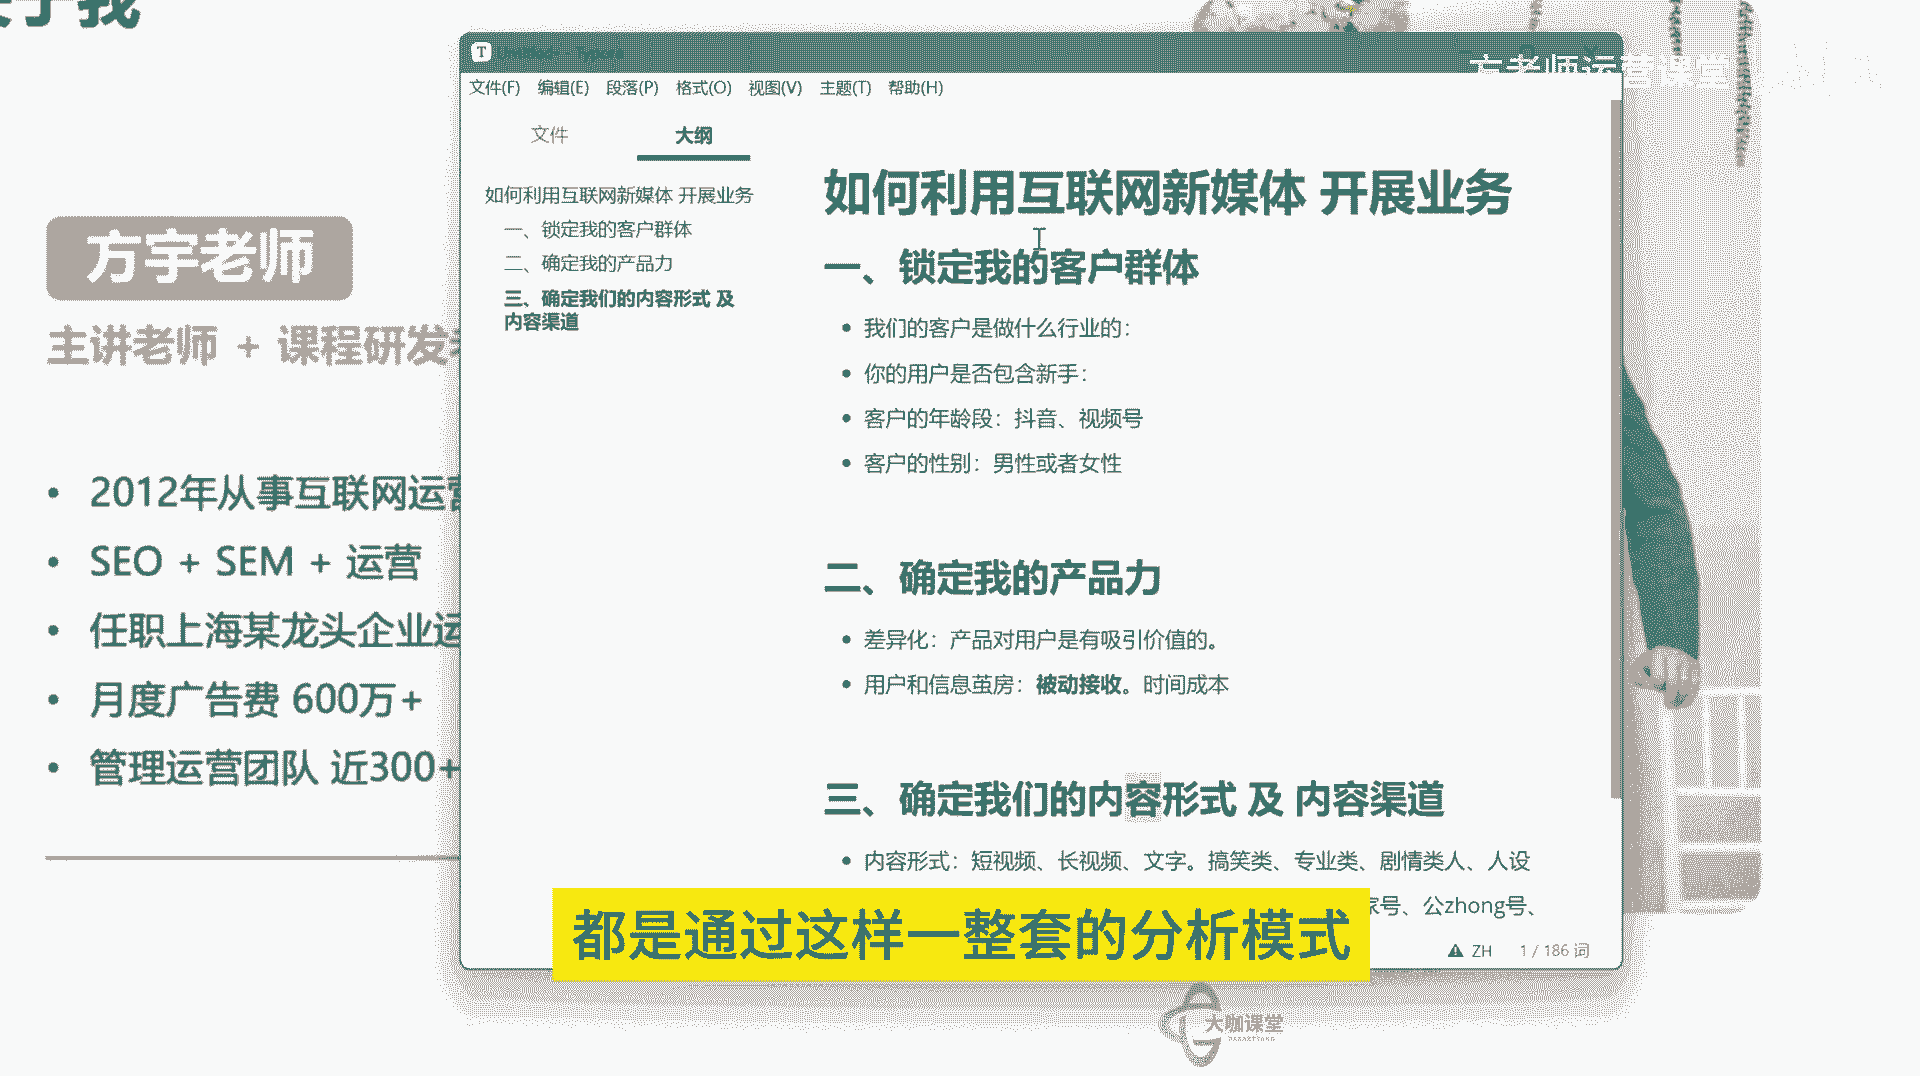 于我
方宇老师
主讲老师 + 课程研发
2012年从事互联网运营
SEO + SEM + 运营
任职上海某龙头企业运
月度广告费 600万+
管理运营团队 近300+
方老师运营课堂
文件(F) 编辑(E) 段落(P) 格式(O) 视图(V) 主题(T) 帮助(H)
文件 大纲
如何利用互联网新媒体 开展业务
一、锁定我的客户群体
二、确定我的产品力
三、确定我们的内容形式 及
内容渠道
如何利用互联网新媒体 开展业务
一、锁定我的客户群体
我们的客户是做什么行业的：
你的用户是否包含新手：
客户的年龄段：抖音、视频号
客户的性别：男性或者女性
二、确定我的产品力
差异化：产品对用户是有吸引价值的。
用户和信息茧房：被动接收。时间成本
三、确定我们的内容形式 及 内容渠道
内容形式：短视频、长视频、文字。搞笑类、专业类、剧情类人、人设
家号、公zhong号、
ZH 1 / 186 词
都是通过这样一整套的分析模式
大咖课堂